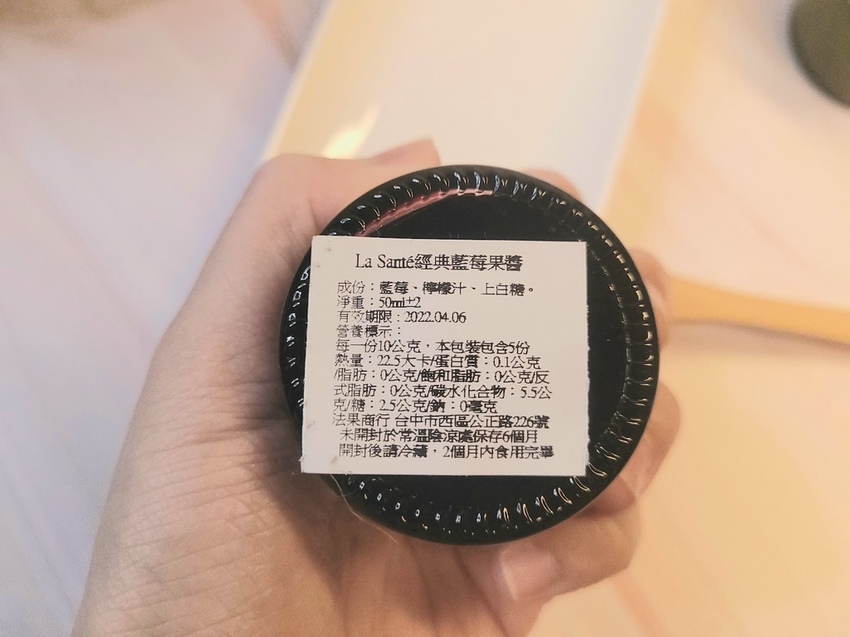 La Santé經典藍莓果醬
成份：藍莓、檸檬汁、上白糖。
淨重：50ml±2
有效期限：2022.04.06
營養標示：
每一份10公克，本包裝包含5份
熱量：22.5大卡/蛋白質：0.1公克
/脂肪：0公克/飽和脂肪：0公克/反
式脂肪：0公克/碳水化合物：5.5公
克/糖：2.5公克/鈉：0毫克
法果商行 台中市西區公正路226號
未開封於常溫陰涼處保存6個月
開封後請冷藏，2個月內食用完畢